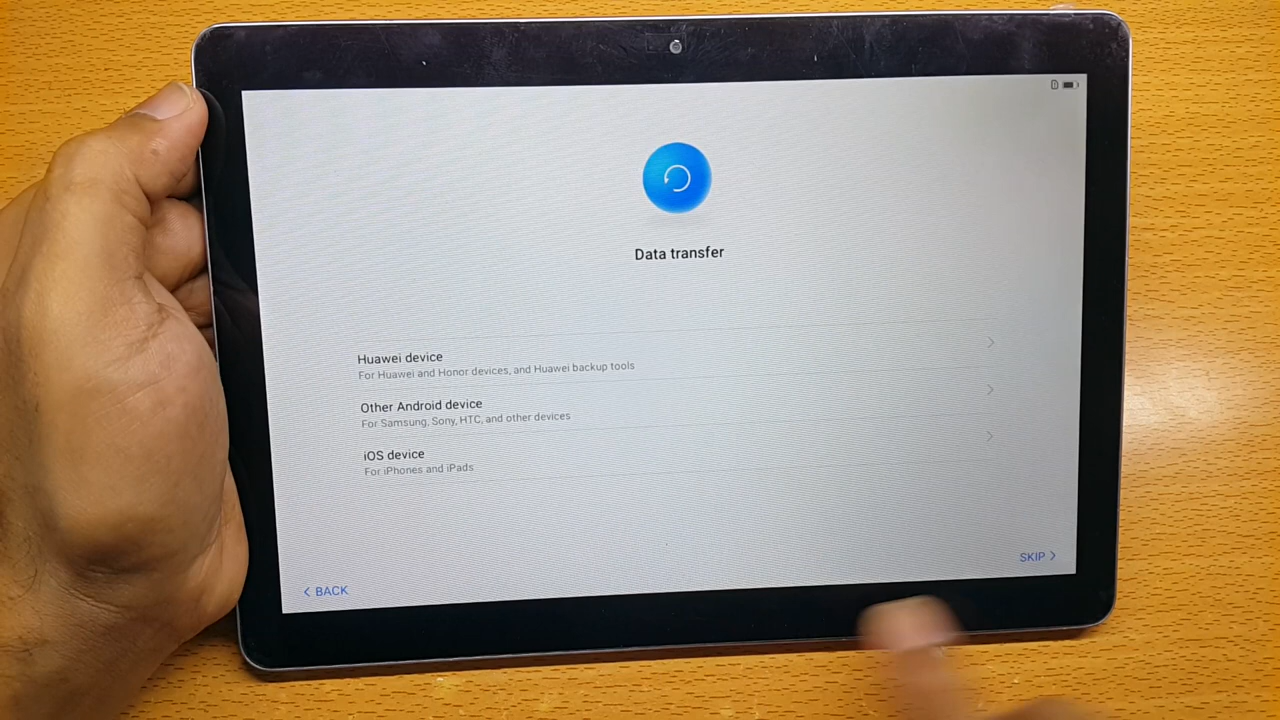 Data transfer
Huawei device
For Huawei and Honor devices, and Huawei backup tools
Other Android device
For Samsung, Sony, HTC, and other devices
iOS device
For iPhones and iPads
BACK
SKIP